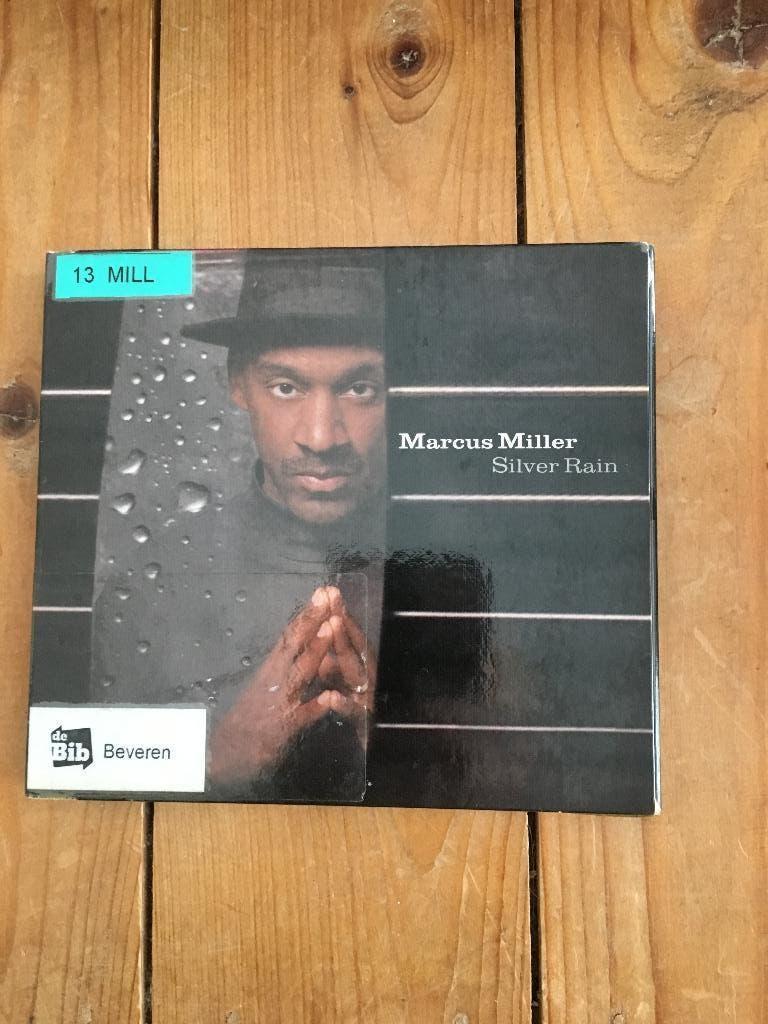 13 MILL
Marcus Miller
Silver Rain
de
Bib
Beveren